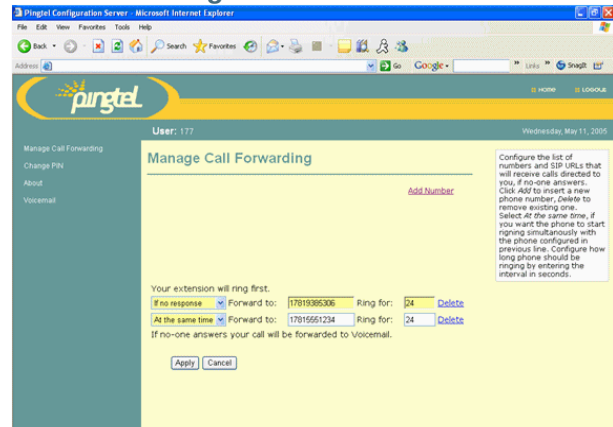 Pingtel Configuration Server - Microsoft Internet Explorer
File Edit View Favorites Tools Help
Back Search Favorites
Address Go Google Links SnagIt
pingtel
HOME LOGOUT
User: 177 Wednesday, May 11, 2005
Manage Call Forwarding
Change PIN
About
Voicemail
Manage Call Forwarding
Add Number
Your extension will ring first.
If no response Forward to: 17819385306 Ring for: 24 Delete
At the same time Forward to: 17815551234 Ring for: 24 Delete
If no-one answers your call will be forwarded to Voicemail.
Apply Cancel
Configure the list of
numbers and SIP URLs that
will receive calls directed to
you, if no-one answers.
Click Add to insert a new
phone number, Delete to
remove existing one.
Select At the same time, if
you want the phone to start
rigning simultanously with
the phone configured in
previous line. Configure how
long phone should be
ringing by entering the
interval in seconds.